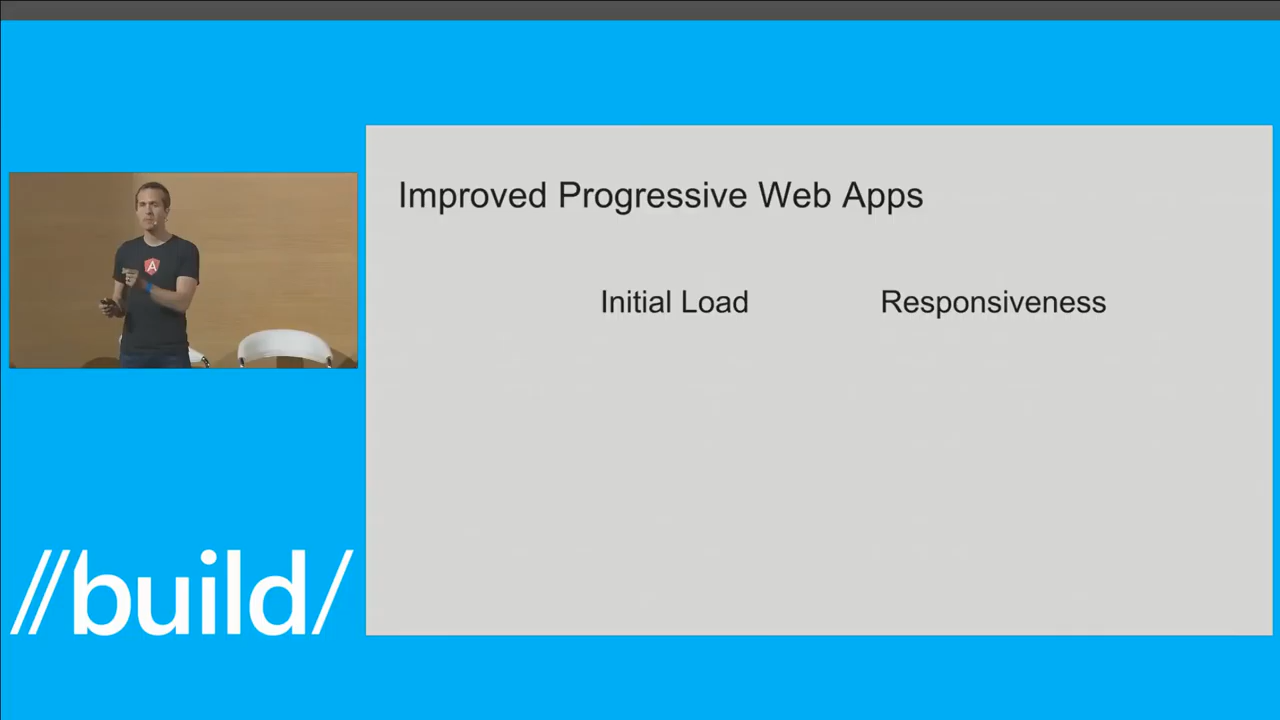 Improved Progressive Web Apps
Initial Load
Responsiveness
A
//build/